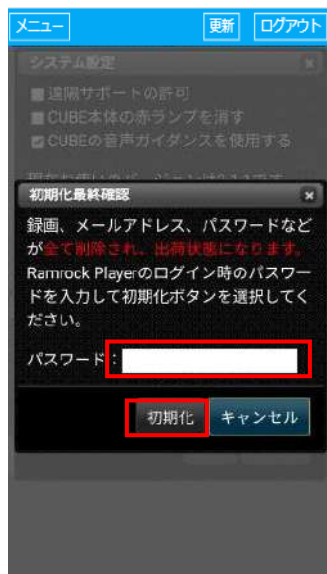 メニュー 更新 ログアウト
システム設定
遠隔サポートの許可
CUBE本体の赤ランプを消す
CUBEの音声ガイダンスを使用する
初期化最終確認
録画、メールアドレス、パスワードなど
が全て削除され、出荷状態になります。
Ramrock Playerのログイン時のパスワー
ドを入力して初期化ボタンを選択してく
ださい。
パスワード：
初期化 キャンセル